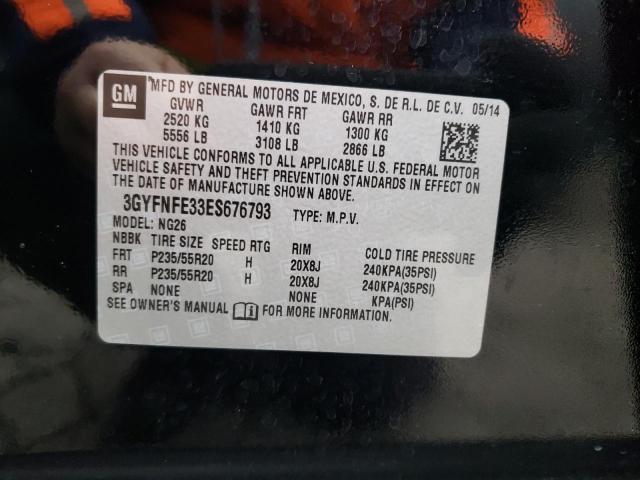 GM
MFD BY GENERAL MOTORS DE MEXICO, S. DE R.L. DE C.V. 05/14
GVWR GAWR FRT GAWR RR
2520 KG 1410 KG 1300 KG
5556 LB 3108 LB 2866 LB
THIS VEHICLE CONFORMS TO ALL APPLICABLE U.S. FEDERAL MOTOR
VEHICLE SAFETY AND THEFT PREVENTION STANDARDS IN EFFECT ON
THE DATE OF MANUFACTURE SHOWN ABOVE.
3GYFNFE33ES676793 TYPE: M.P.V.
MODEL: NG26
NBBK TIRE SIZE SPEED RTG RIM COLD TIRE PRESSURE
FRT P235/55R20 H 20X8J 240KPA(35PSI)
RR P235/55R20 H 20X8J 240KPA(35PSI)
SPA NONE NONE KPA(PSI)
SEE OWNER'S MANUAL FOR MORE INFORMATION.